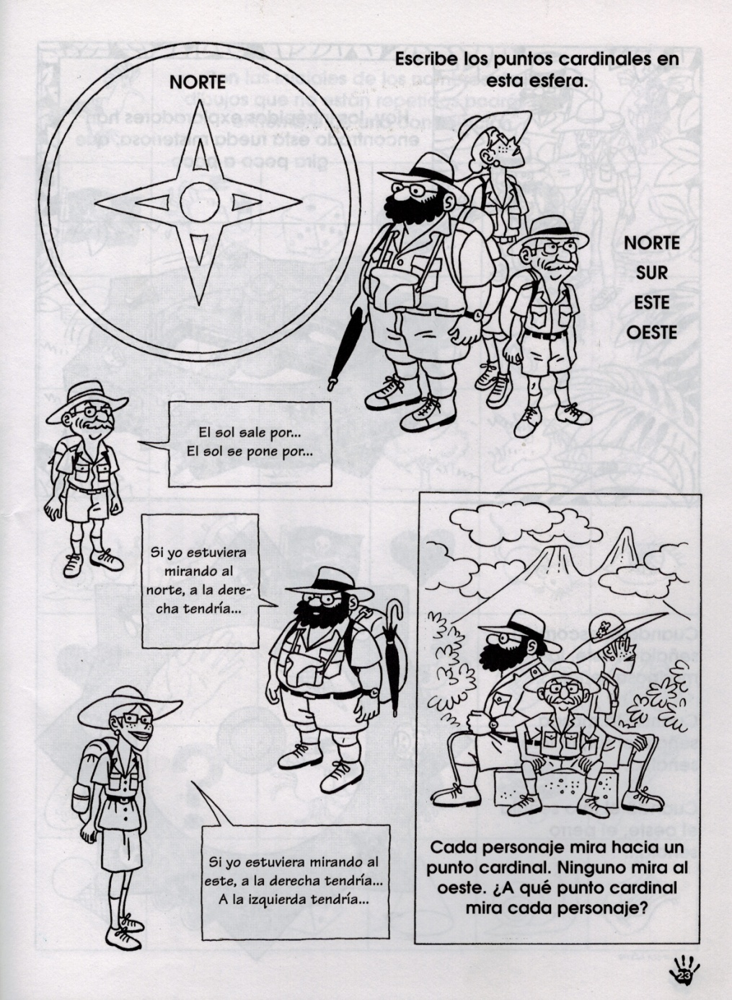 NORTE
Escribe los puntos cardinales en
esta esfera.
NORTE
SUR
ESTE
OESTE
El sol sale por...
El sol se pone por...
Si yo estuviera
mirando al
norte, a la dere-
cha tendría...
Si yo estuviera mirando al
este, a la derecha tendría...
A la izquierda tendría...
Cada personaje mira hacia un
punto cardinal. Ninguno mira al
oeste. ¿A qué punto cardinal
mira cada personaje?
23